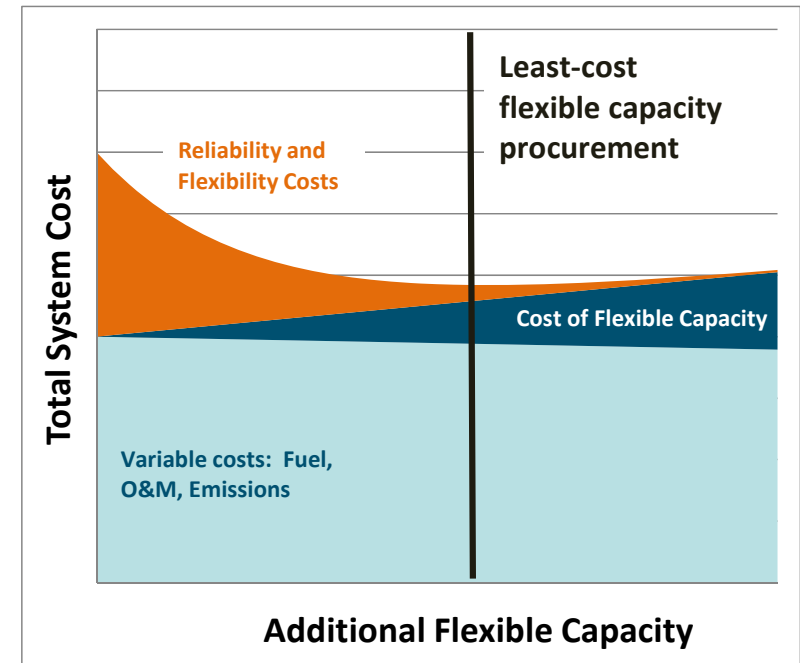 Least-cost
flexible capacity
procurement
Reliability and
Flexibility Costs
Total System Cost
Cost of Flexible Capacity
Variable costs:  Fuel,
O&M, Emissions
Additional Flexible Capacity